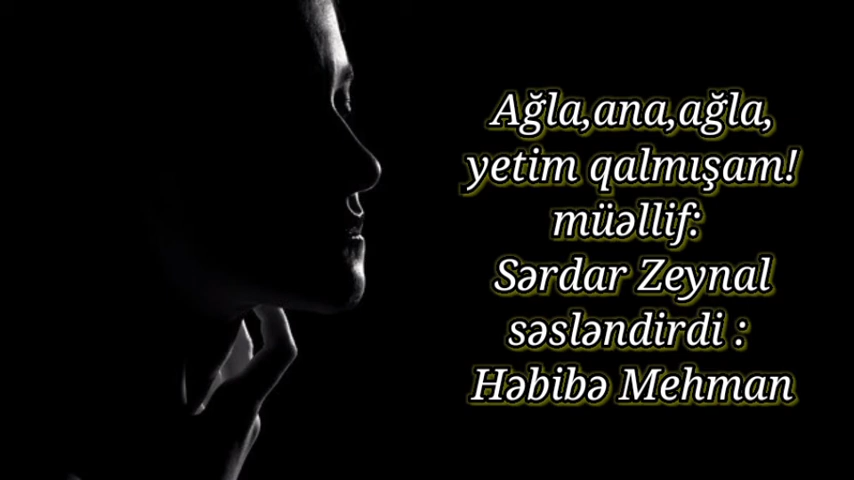 Ağla,ana,ağla,
yetim qalmışam!
müəllif:
Sərdar Zeynal
səsləndirdi :
Həbibə Mehman